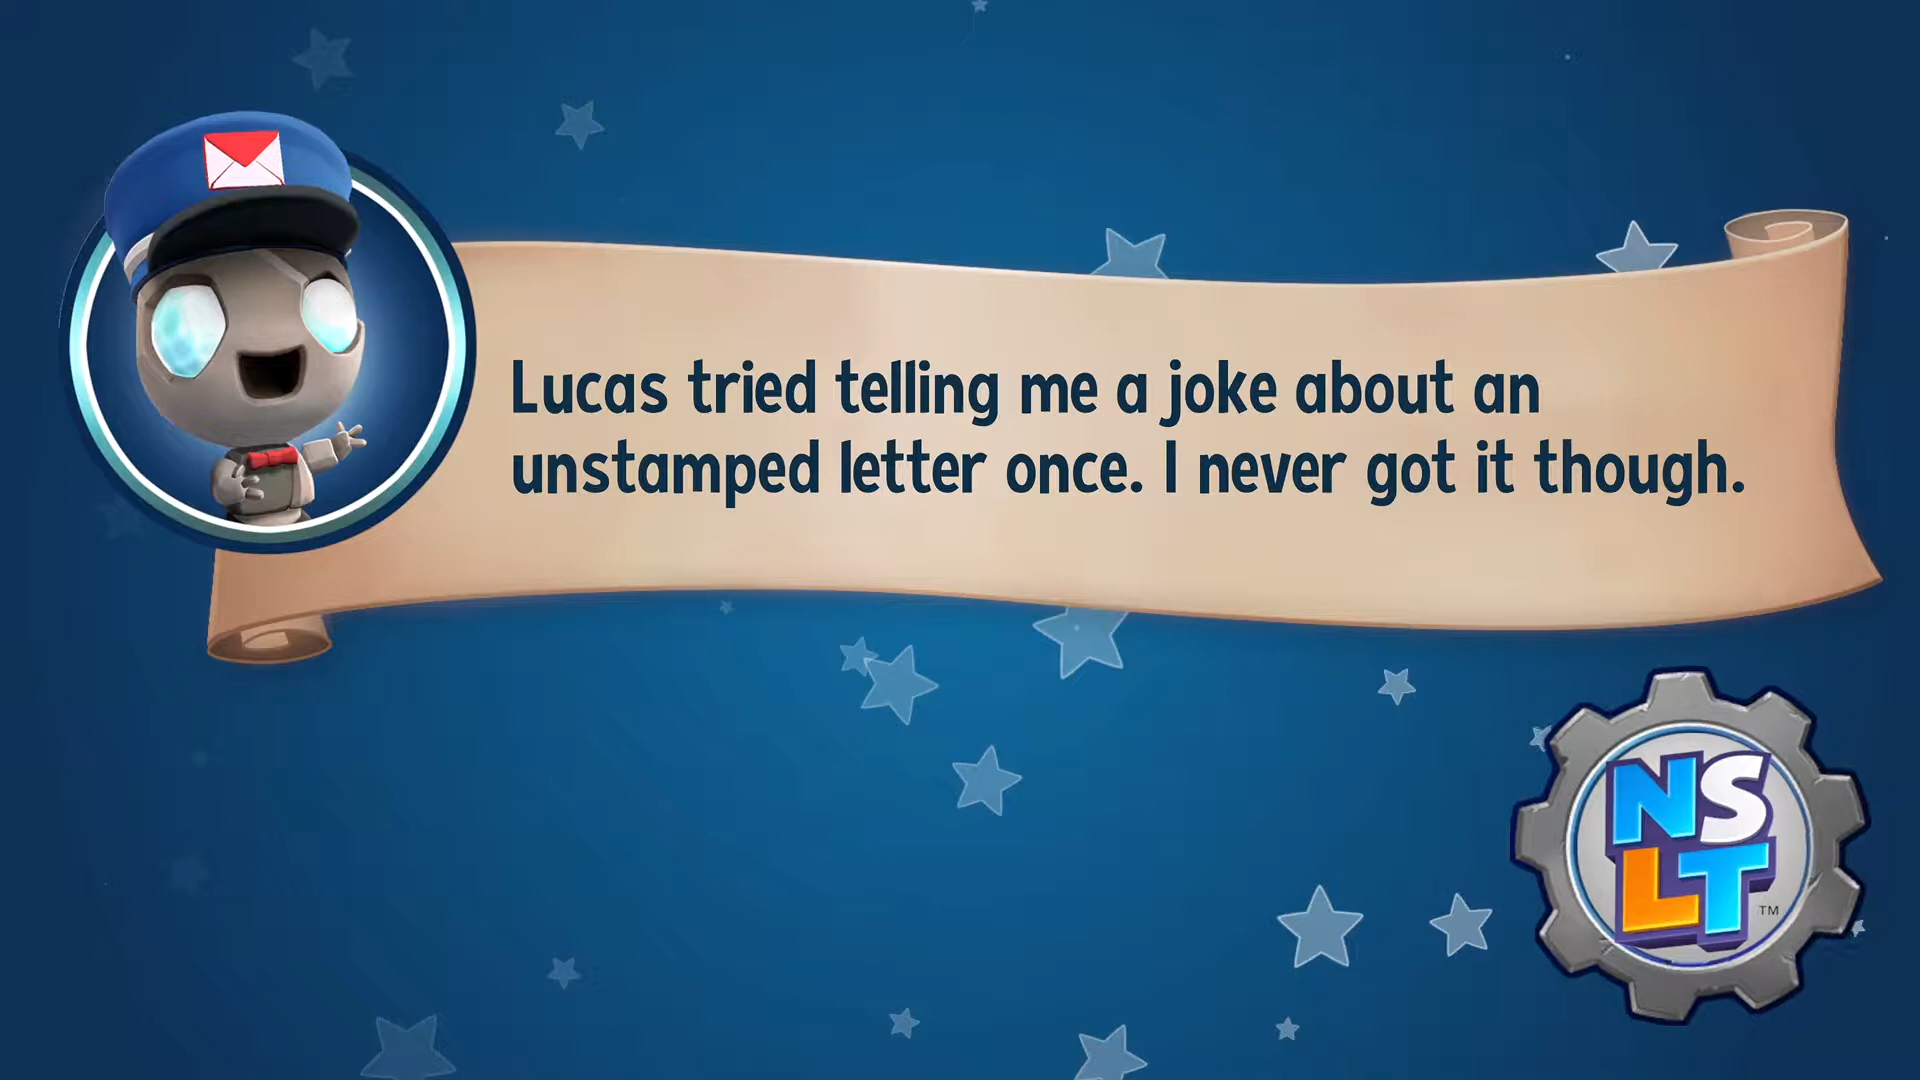 Lucas tried telling me a joke about an
unstamped letter once. I never got it though.
NS
LT
TM